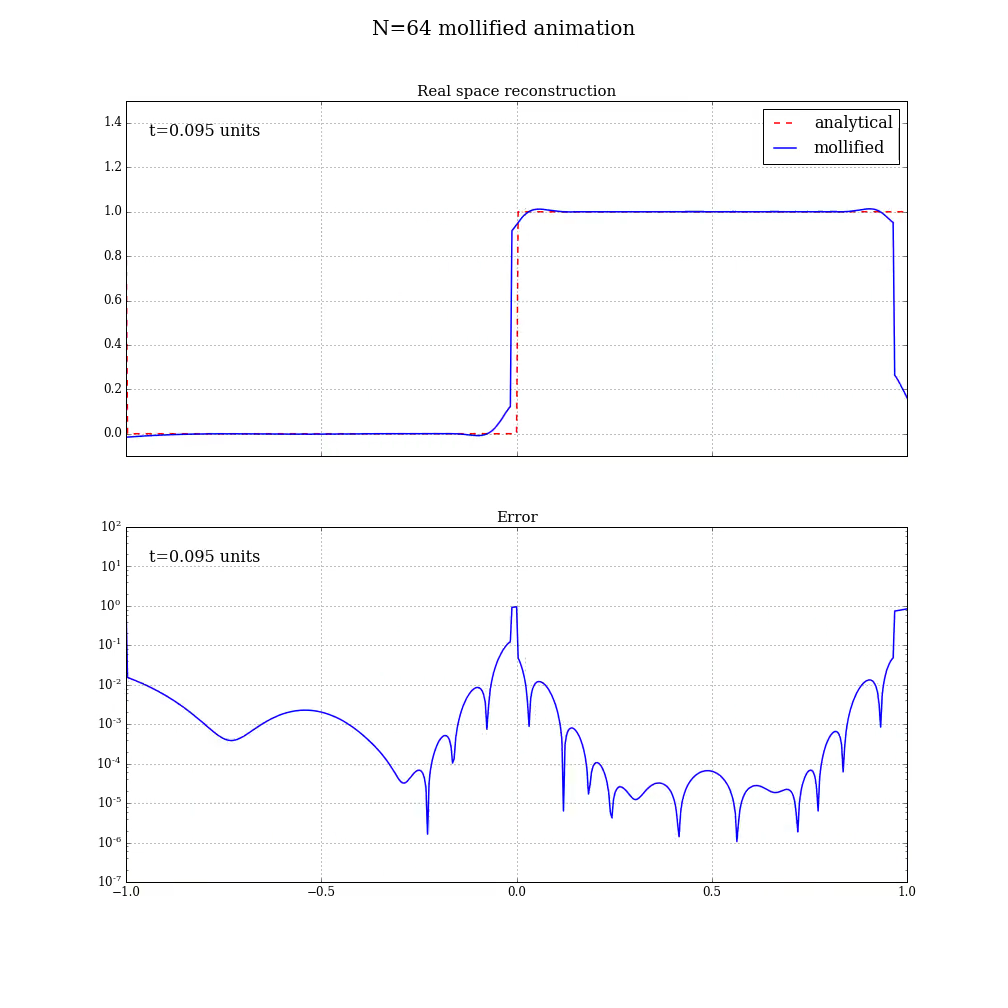 N=64 mollified animation
Real space reconstruction
t=0.095 units
analytical
mollified
1.4
1.2
1.0
0.8
0.6
0.4
0.2
0.0
Error
t=0.095 units
10²
10¹
10⁰
10⁻¹
10⁻²
10⁻³
10⁻⁴
10⁻⁵
10⁻⁶
10⁻⁷
−1.0 −0.5 0.0 0.5 1.0